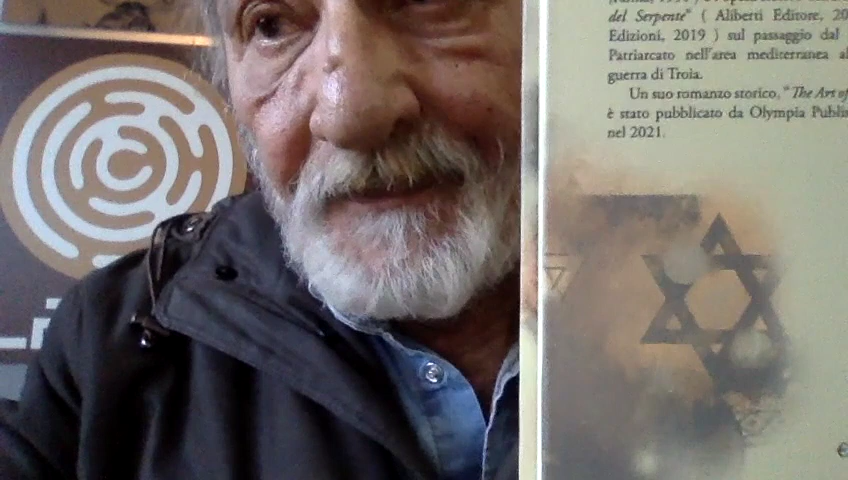 del Serpente" ( Aliberti Editore, 20
Edizioni, 2019 ) sul passaggio dal
Patriarcato nell'area mediterranea al
guerra di Troia.
Un suo romanzo storico, " The Art of
è stato pubblicato da Olympia Publis
nel 2021.
€